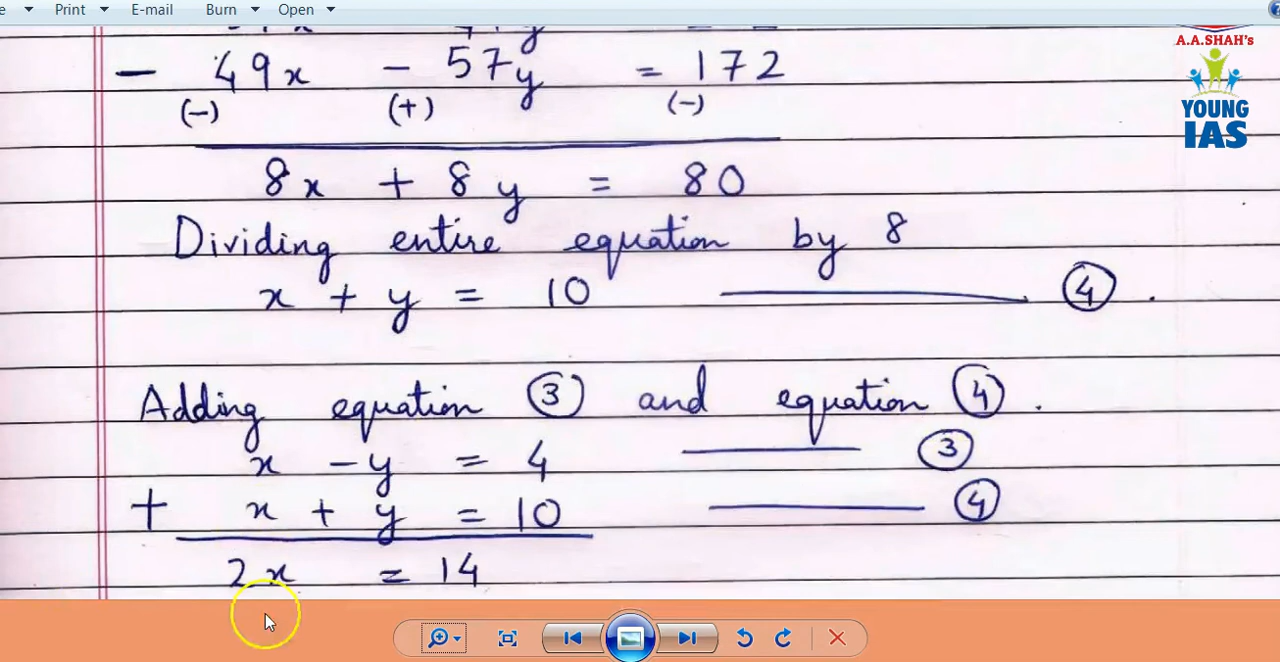 Print E-mail Burn Open
A.A.SHAH's
YOUNG
IAS
− 49x − 57y = 172
(−) (+) (−)
8x + 8y = 80
Dividing entire equation by 8
x + y = 10 ——— ④ .
Adding equation ③ and equation ④ .
x − y = 4 ——— ③
+ x + y = 10 ——— ④
2x = 14